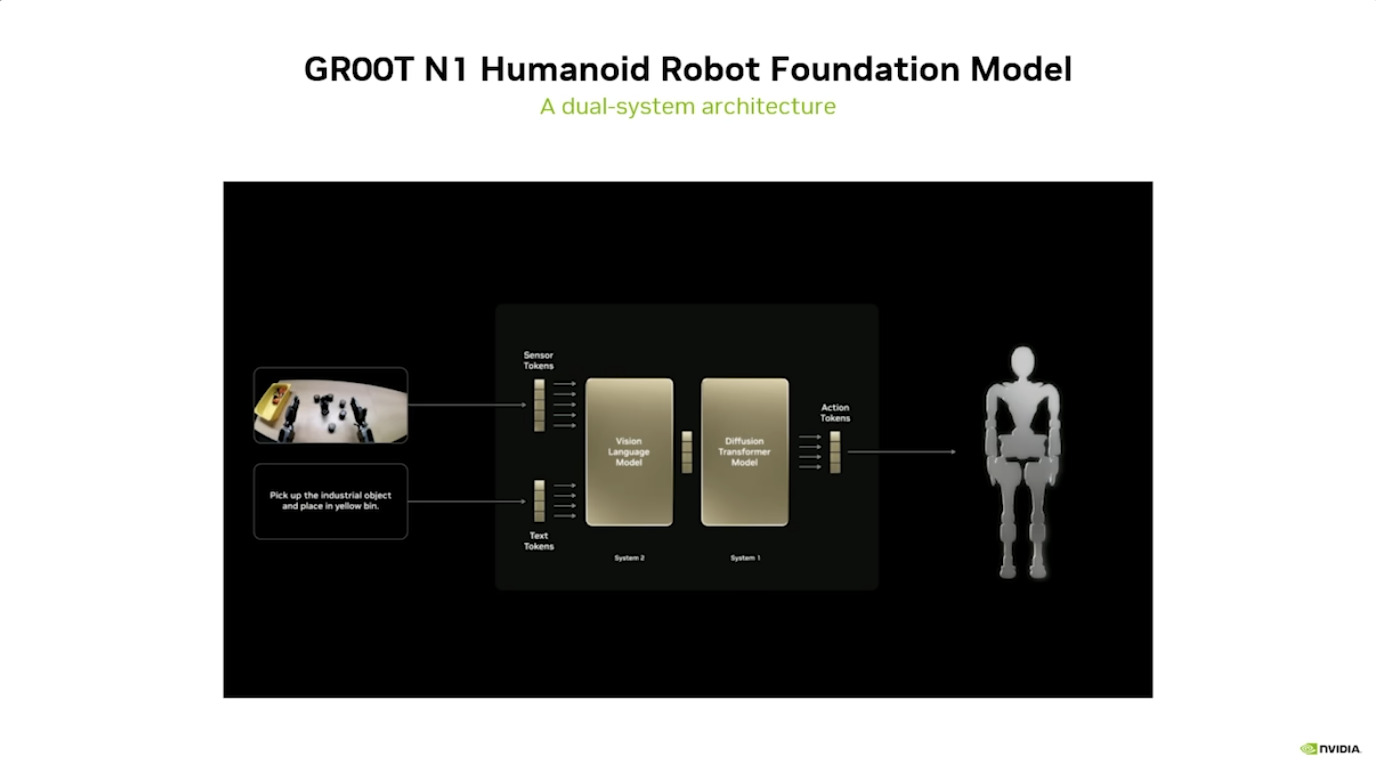 GR00T N1 Humanoid Robot Foundation Model
A dual-system architecture
Sensor
Tokens
Pick up the industrial object
and place in yellow bin.
Text
Tokens
Vision
Language
Model
System 2
Diffusion
Transformer
Model
System 1
Action
Tokens
NVIDIA.